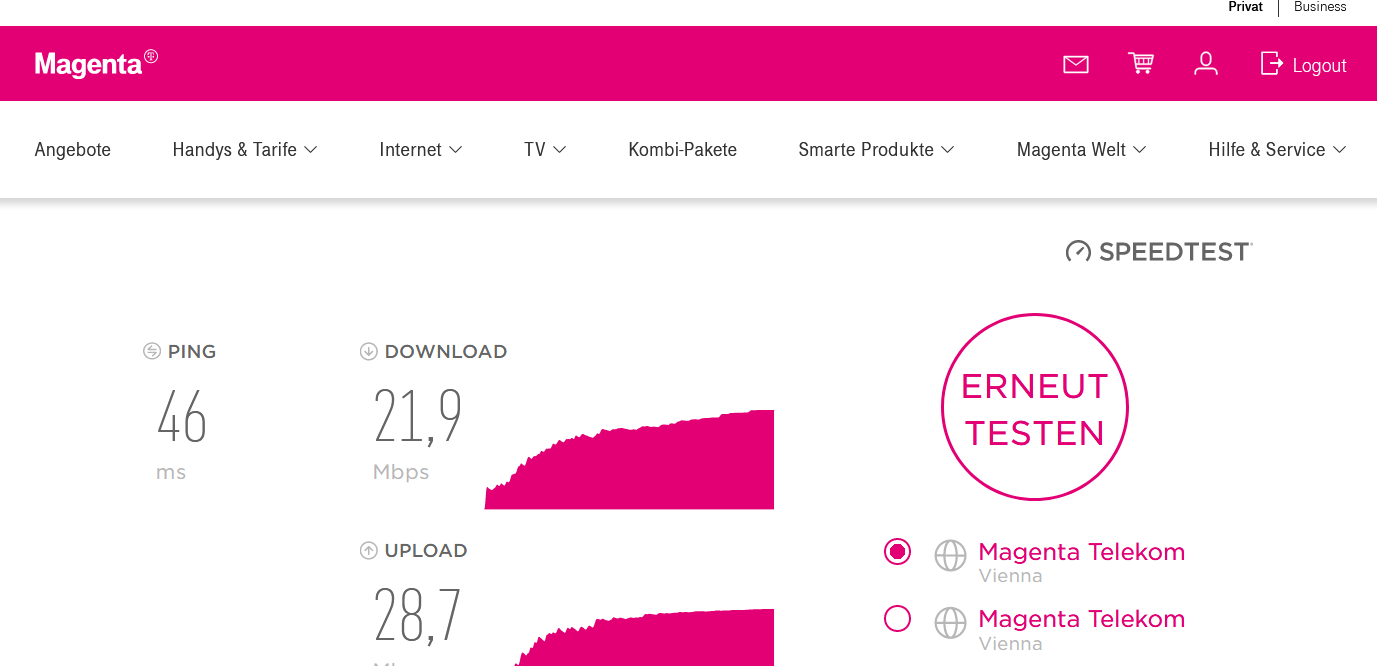 Privat Business
Magenta® Logout
Angebote Handys & Tarife Internet TV Kombi-Pakete Smarte Produkte Magenta Welt Hilfe & Service
SPEEDTEST
PING
46
ms
DOWNLOAD
21,9
Mbps
ERNEUT
TESTEN
UPLOAD
28,7
Magenta Telekom
Vienna
Magenta Telekom
Vienna